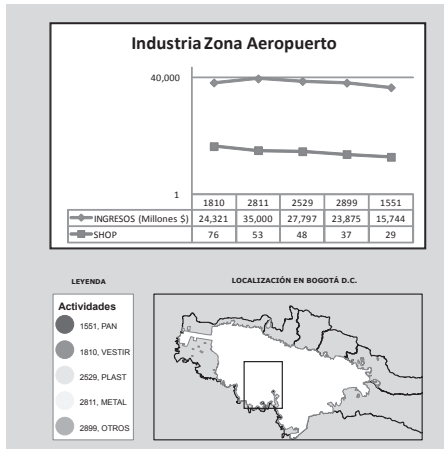 Industria Zona Aeropuerto
40,000
1
1810 2811 2529 2899 1551
INGRESOS (Millones $) 24,321 35,000 27,797 23,875 15,744
SHOP 76 53 48 37 29
LEYENDA
LOCALIZACIÓN EN BOGOTÁ D.C.
Actividades
1551, PAN
1810, VESTIR
2529, PLAST
2811, METAL
2899, OTROS